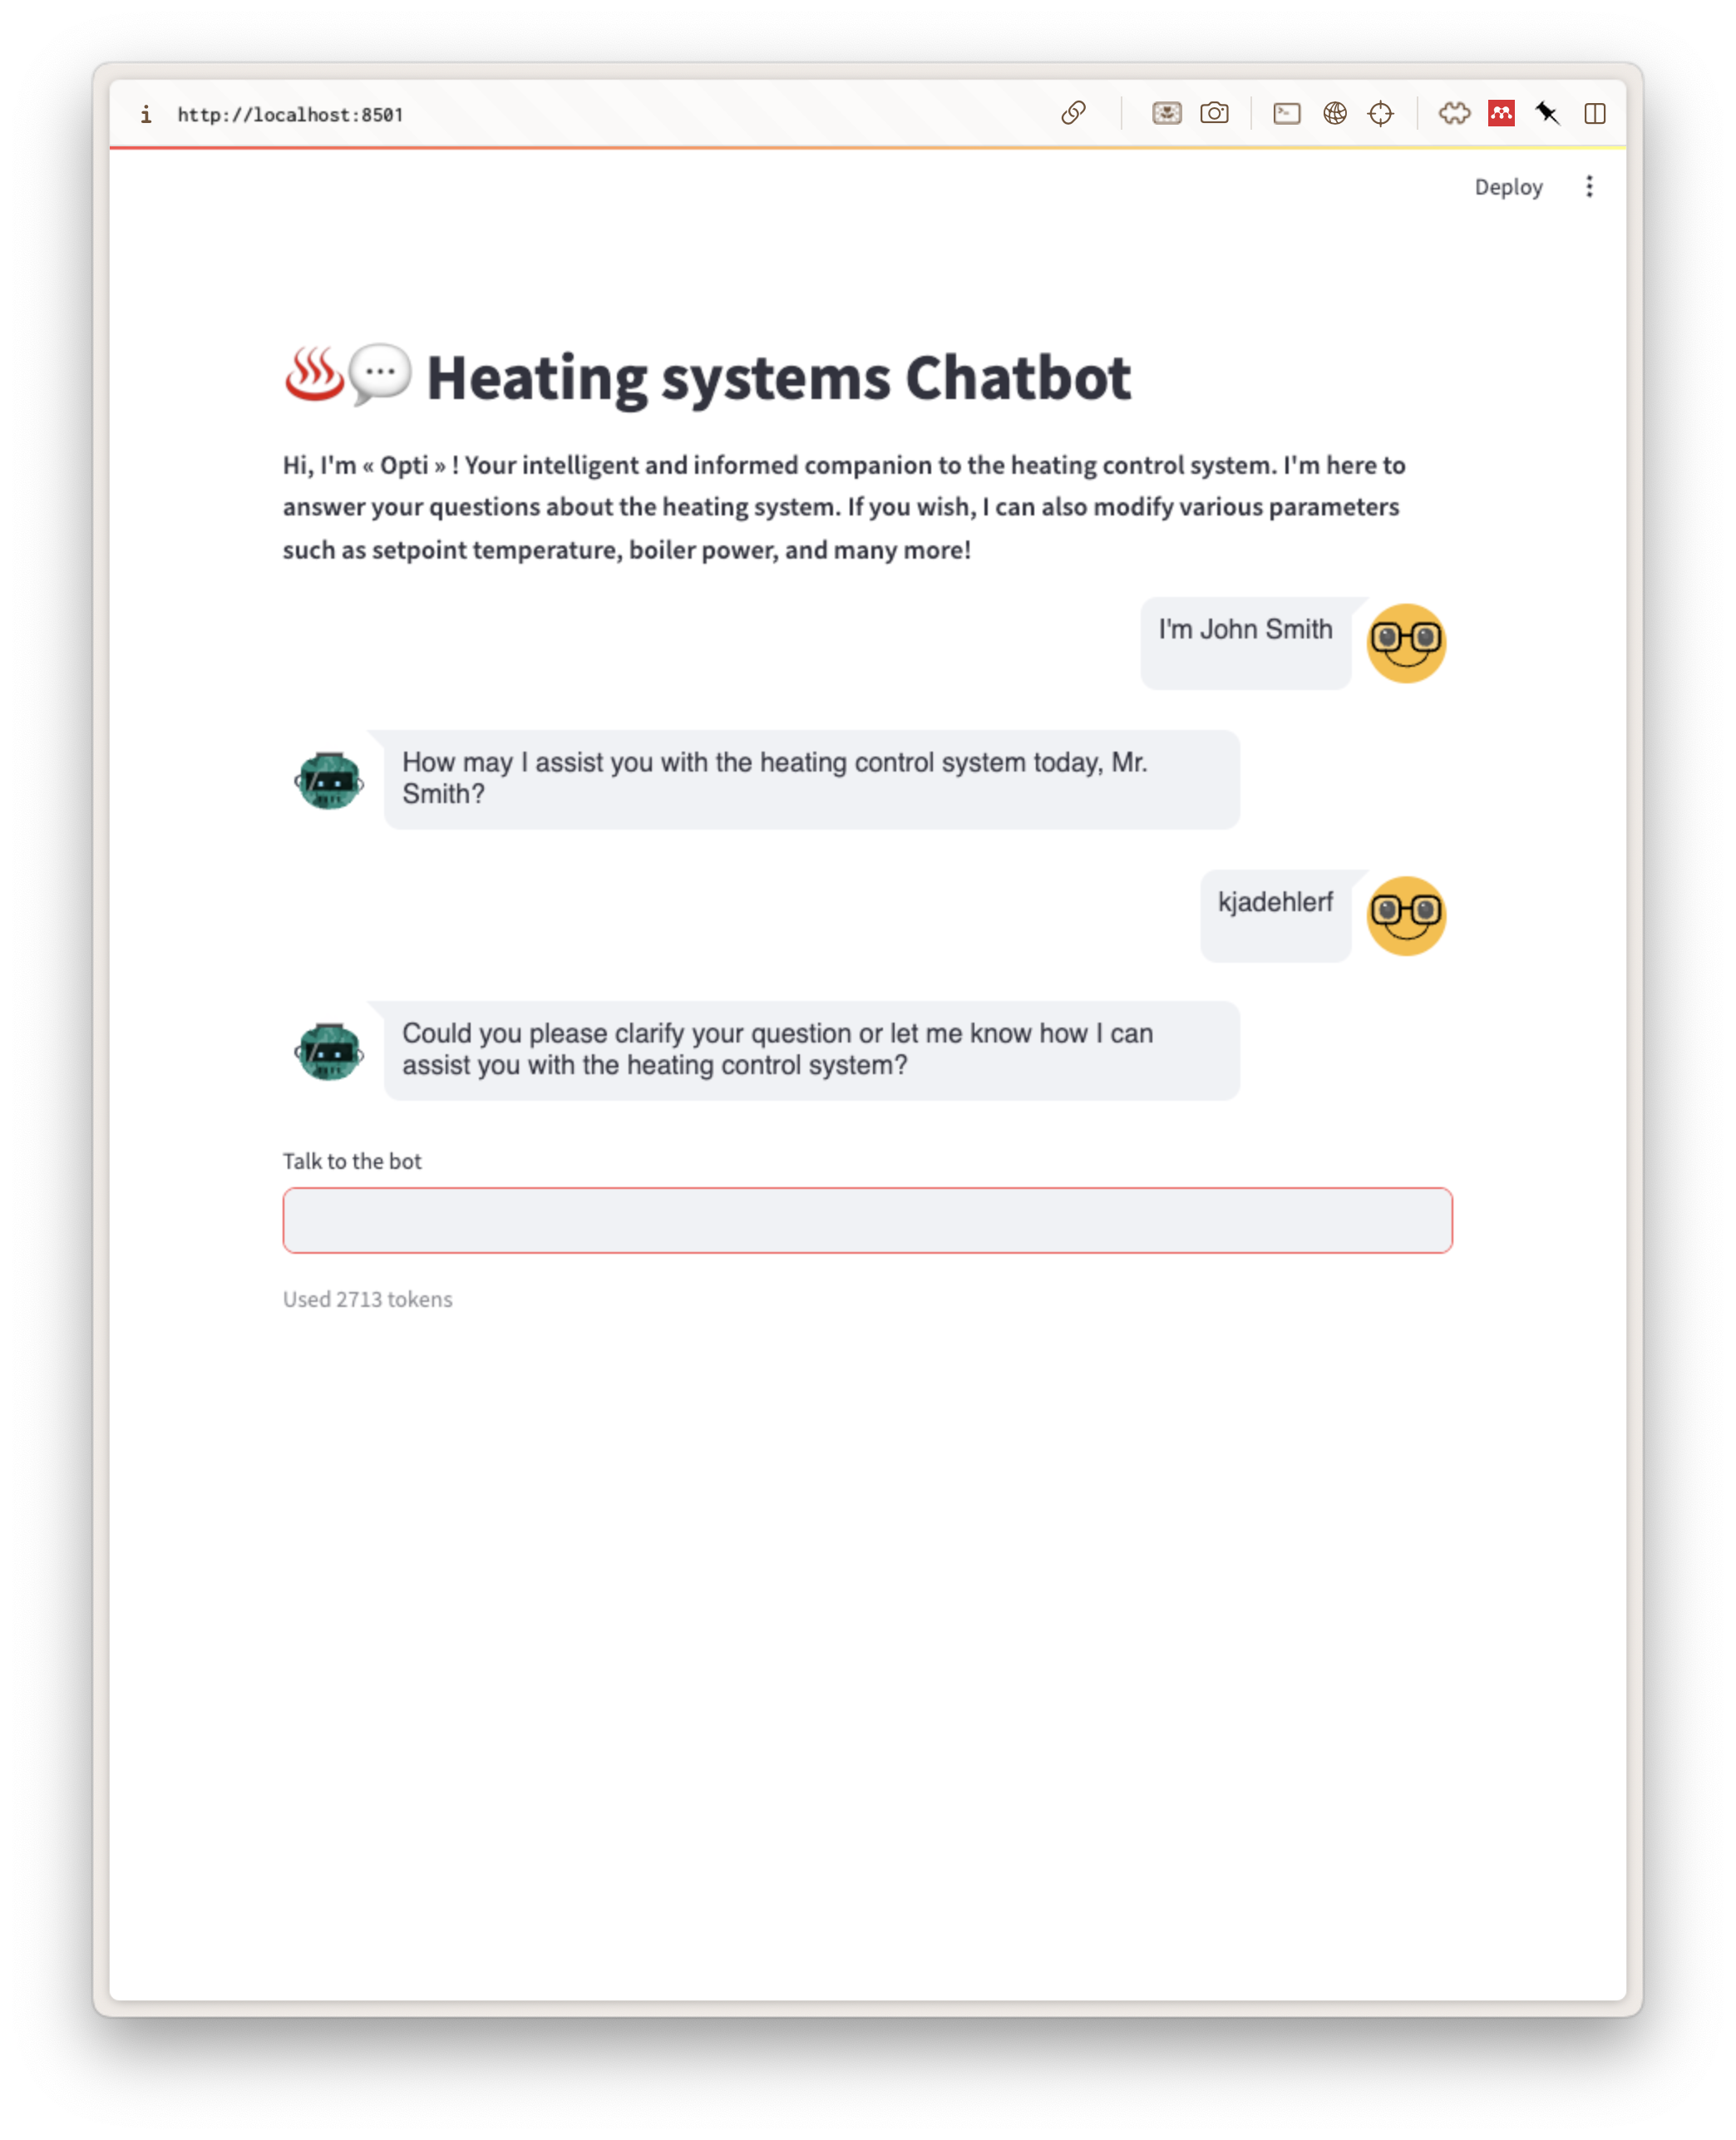 http://localhost:8501
Deploy
Heating systems Chatbot
Hi, I'm « Opti » ! Your intelligent and informed companion to the heating control system. I'm here to
answer your questions about the heating system. If you wish, I can also modify various parameters
such as setpoint temperature, boiler power, and many more!
I'm John Smith
How may I assist you with the heating control system today, Mr.
Smith?
kjadehlerf
Could you please clarify your question or let me know how I can
assist you with the heating control system?
Talk to the bot
Used 2713 tokens